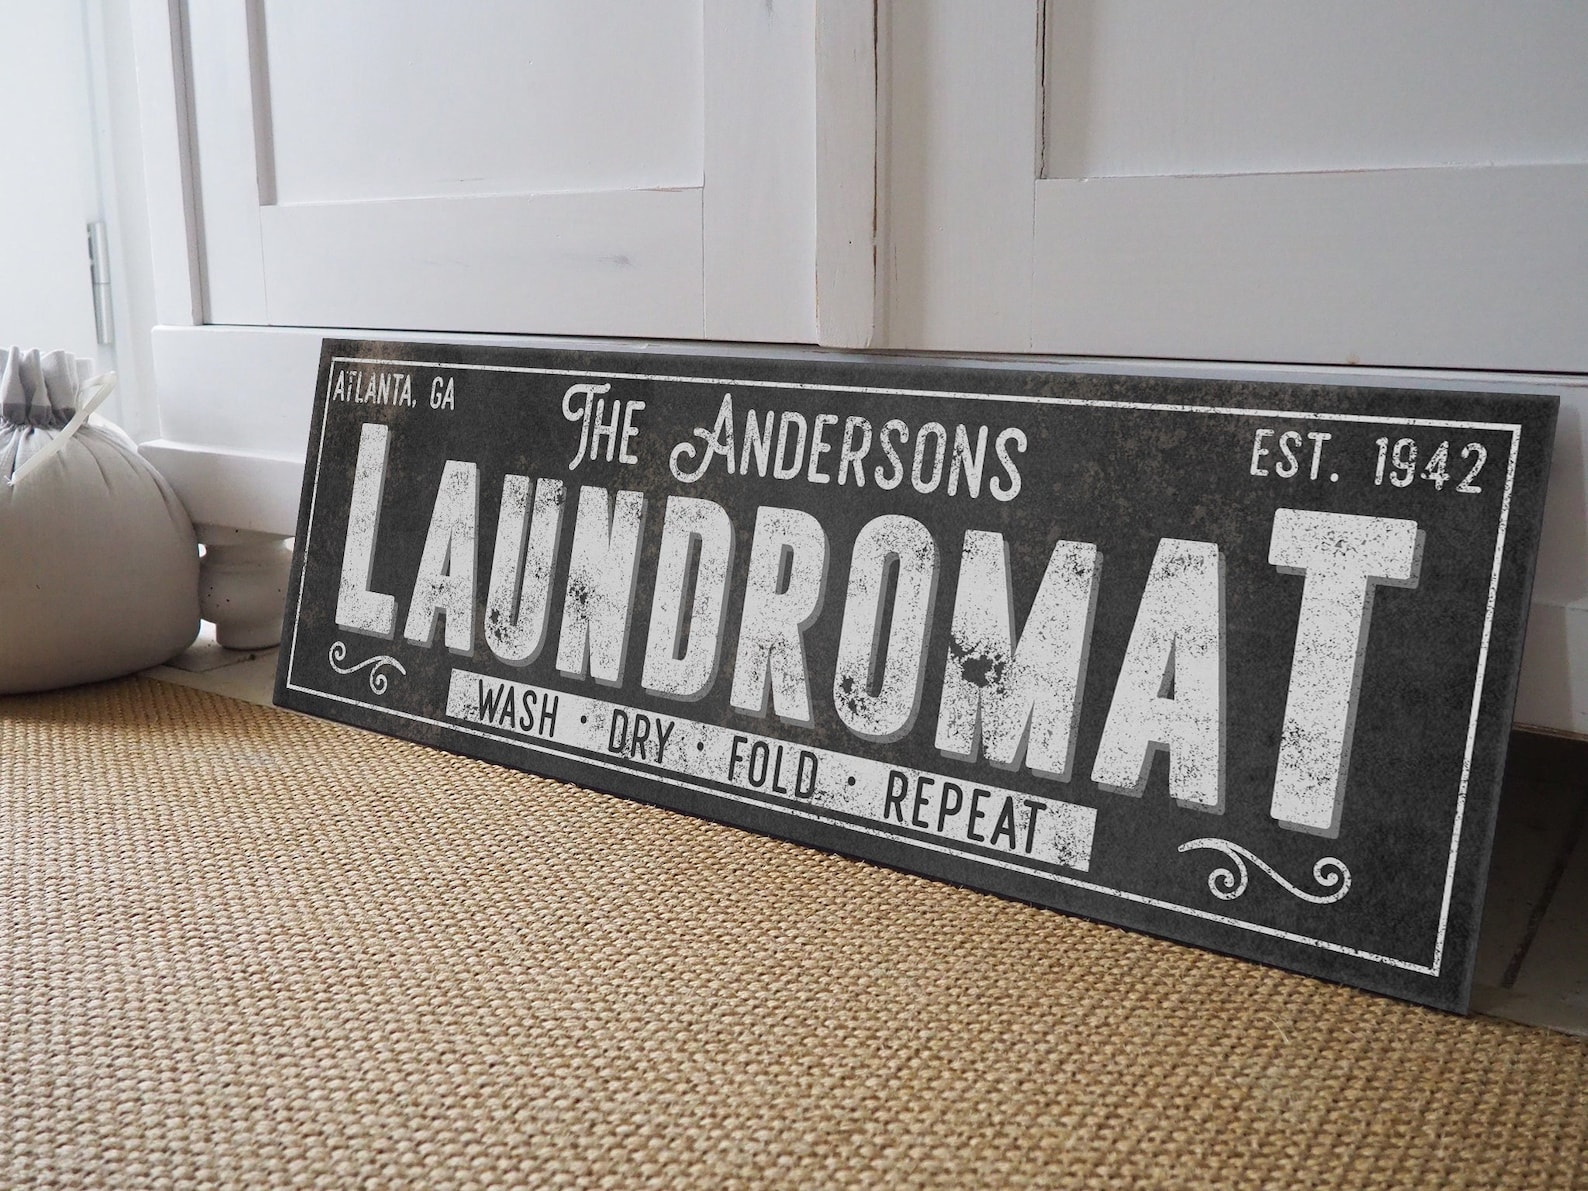 ATLANTA, GA
THE ANDERSONS
EST. 1942
LAUNDROMAT
WASH · DRY · FOLD · REPEAT